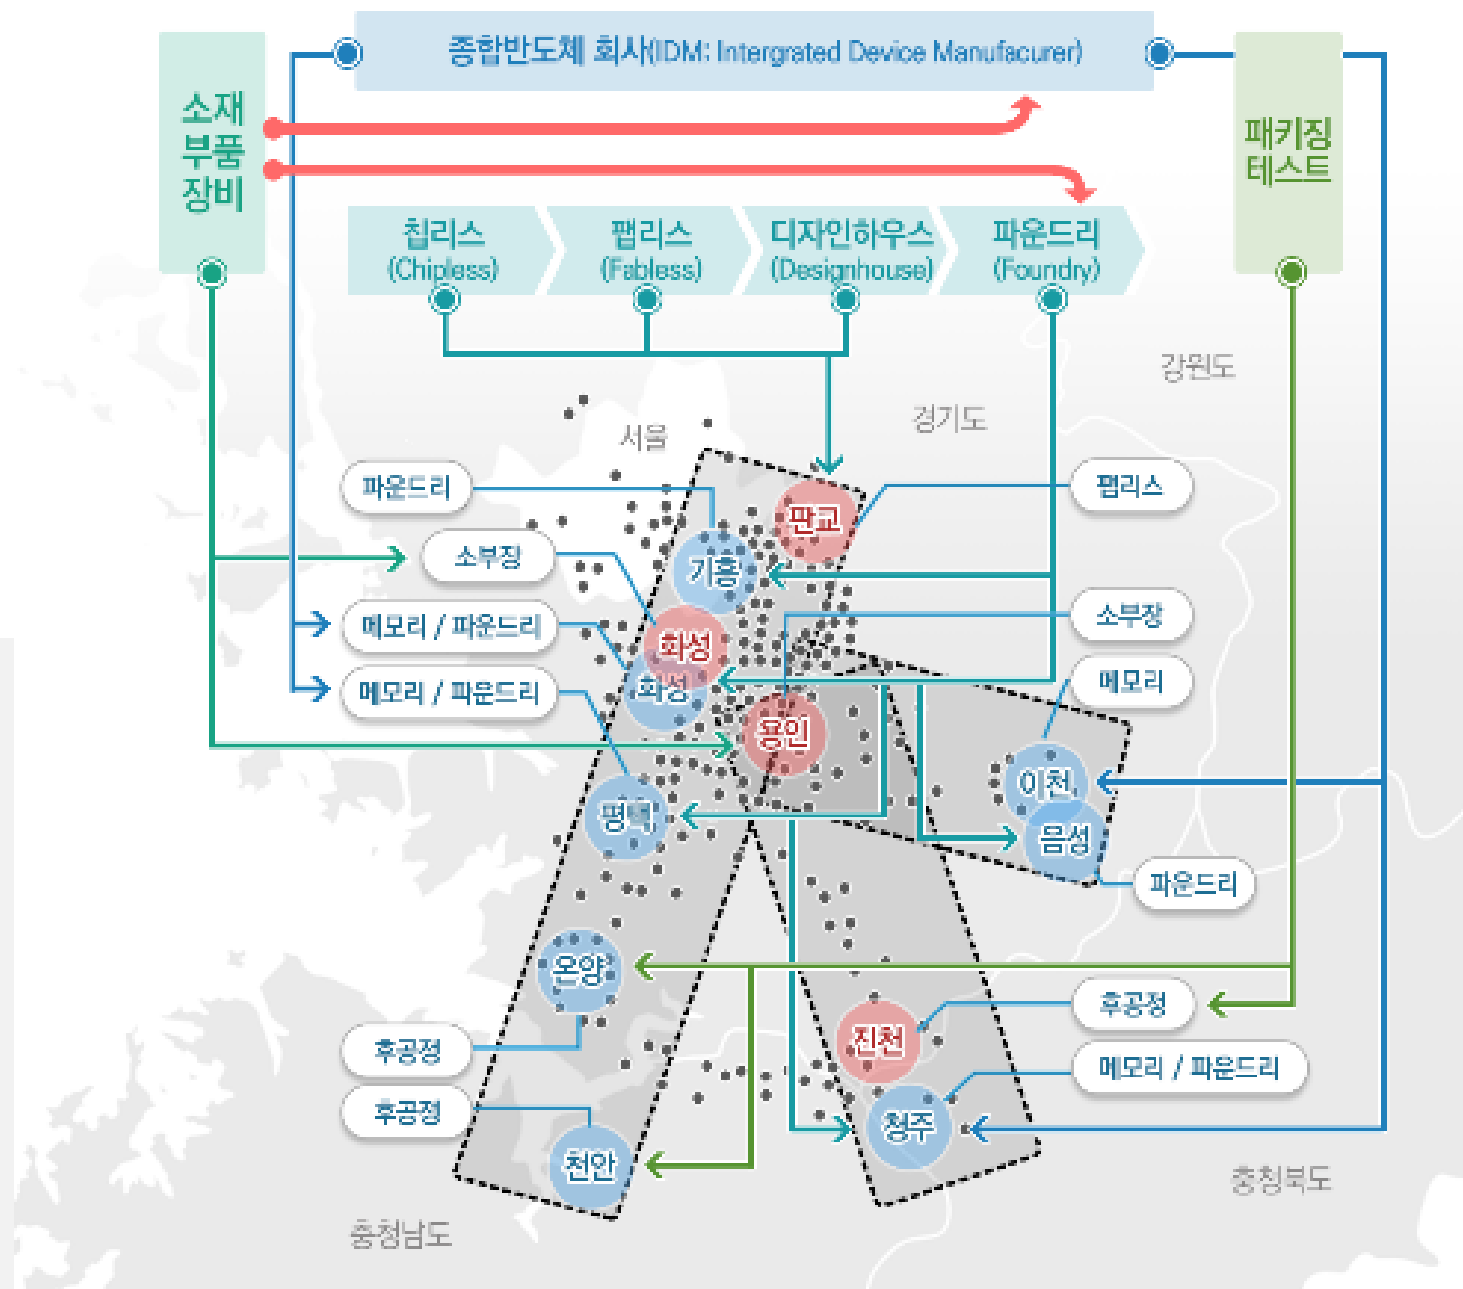 종합반도체 회사(IDM: Intergrated Device Manufacurer)
소재
부품
장비
패키징
테스트
칩리스
(Chipless)
팹리스
(Fabless)
디자인하우스
(Designhouse)
파운드리
(Foundry)
강원도
경기도
서울
파운드리
판교
팸리스
소부장
기흥
소부장
메모리 / 파운드리
화성
화성
메모리
메모리 / 파운드리
용인
이천
평택
음성
파운드리
온양
후공정
진천
후공정
메모리 / 파운드리
후공정
청주
천안
충청북도
충청남도